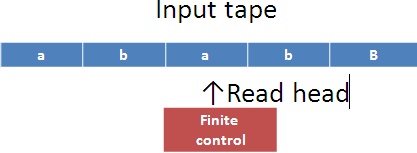 Input tape
a b a b B
↑Read head
Finite
control